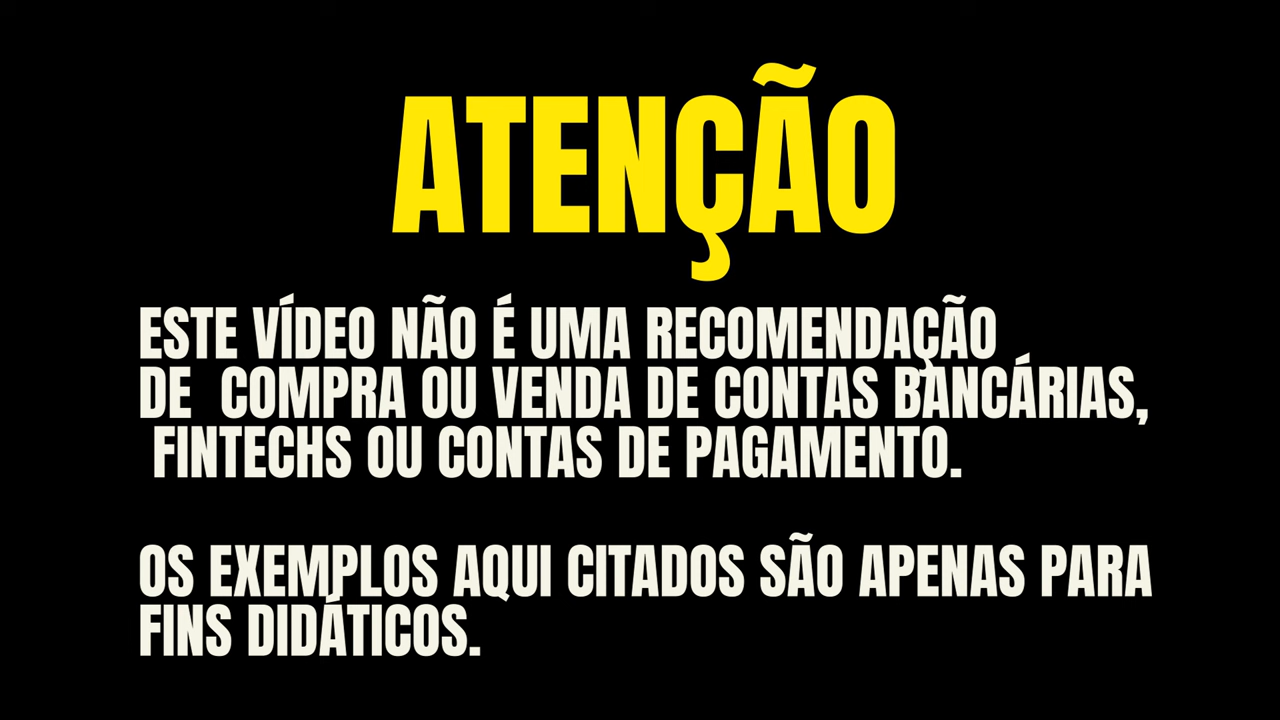 ATENÇÃO
ESTE VÍDEO NÃO É UMA RECOMENDAÇÃO
DE COMPRA OU VENDA DE CONTAS BANCÁRIAS,
FINTECHS OU CONTAS DE PAGAMENTO.
OS EXEMPLOS AQUI CITADOS SÃO APENAS PARA
FINS DIDÁTICOS.